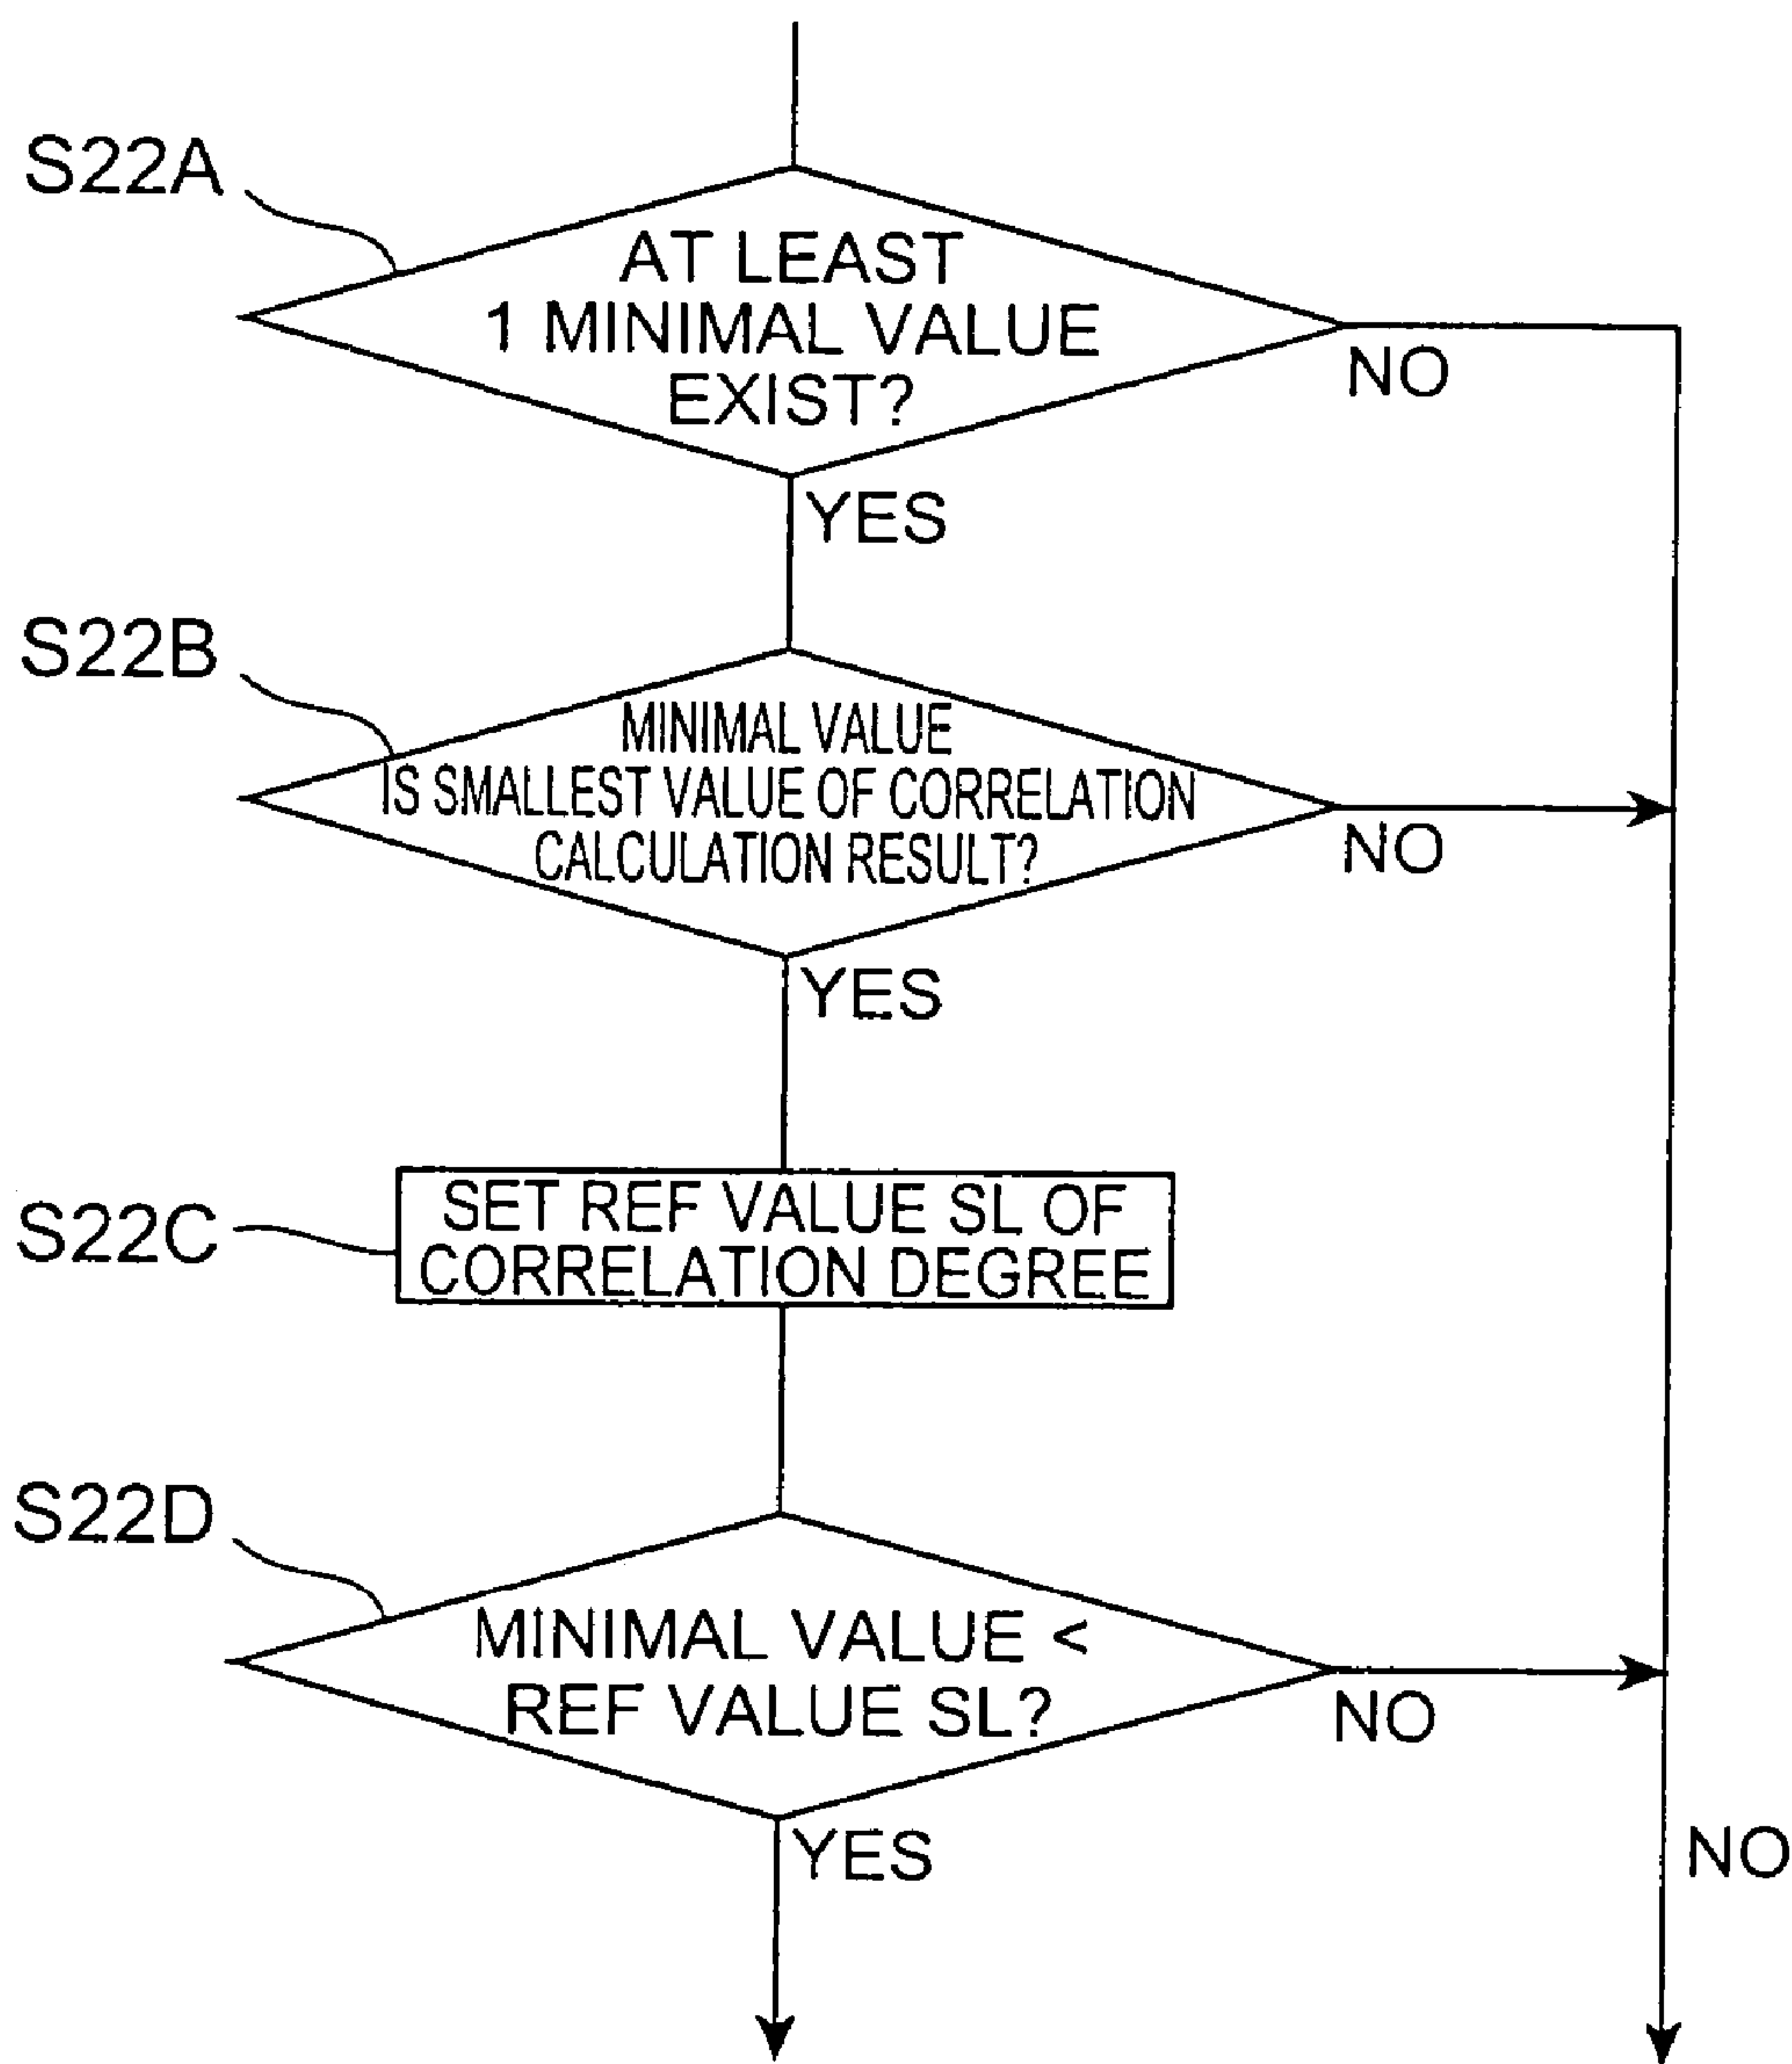 S22A
AT LEAST
1 MINIMAL VALUE
EXIST?
NO
YES
S22B
MINIMAL VALUE
IS SMALLEST VALUE OF CORRELATION
CALCULATION RESULT?
NO
YES
S22C
SET REF VALUE SL OF
CORRELATION DEGREE
S22D
MINIMAL VALUE <
REF VALUE SL?
NO
YES
NO